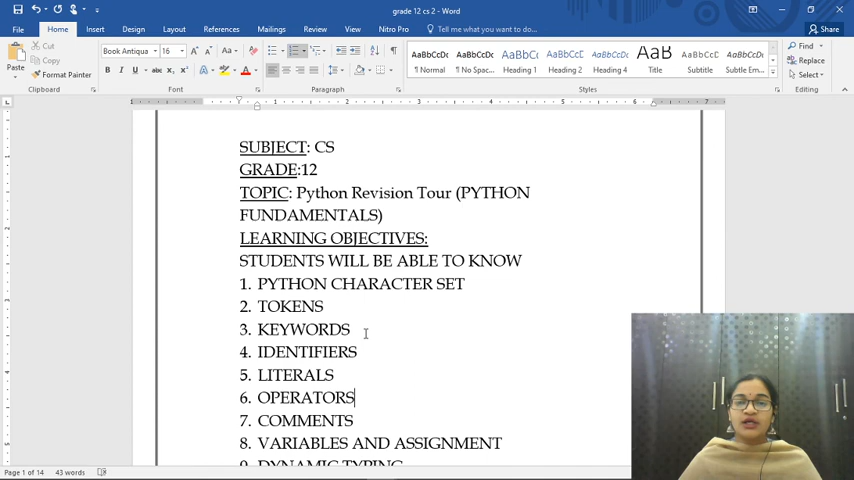 grade 12 cs 2 - Word
File Home Insert Design Layout References Mailings Review View Nitro Pro Tell me what you want to do... Share
Paste Cut Copy Format Painter
Book Antiqua 16
Clipboard Font Paragraph Styles Editing
AaBbCcDc AaBbCcDc AaBbCc AaBbCcD AaBbCcDc AaB AaBbCcD AaBbCcDc
¶ Normal ¶ No Spac... Heading 1 Heading 2 Heading 4 Title Subtitle Subtle Em...
Find Replace Select
SUBJECT: CS
GRADE:12
TOPIC: Python Revision Tour (PYTHON
FUNDAMENTALS)
LEARNING OBJECTIVES:
STUDENTS WILL BE ABLE TO KNOW
1. PYTHON CHARACTER SET
2. TOKENS
3. KEYWORDS
4. IDENTIFIERS
5. LITERALS
6. OPERATORS
7. COMMENTS
8. VARIABLES AND ASSIGNMENT
9. DYNAMIC TYPING
Page 1 of 14 43 words